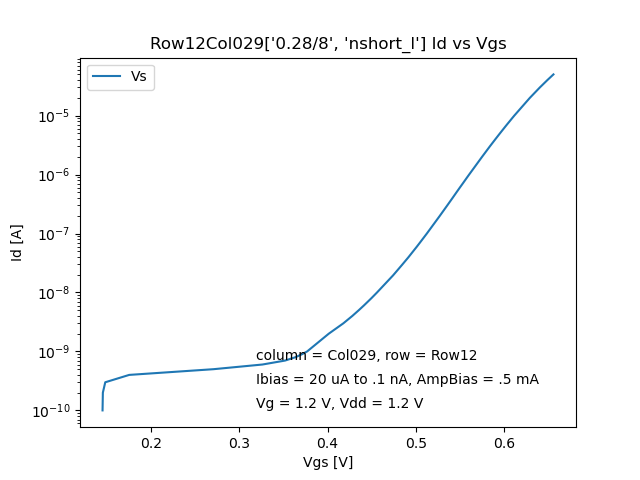 Row12Col029['0.28/8', 'nshort_l'] Id vs Vgs
Vs
10⁻⁵
10⁻⁶
10⁻⁷
10⁻⁸
10⁻⁹
10⁻¹⁰
Id [A]
column = Col029, row = Row12
Ibias = 20 uA to .1 nA, AmpBias = .5 mA
Vg = 1.2 V, Vdd = 1.2 V
0.2 0.3 0.4 0.5 0.6
Vgs [V]